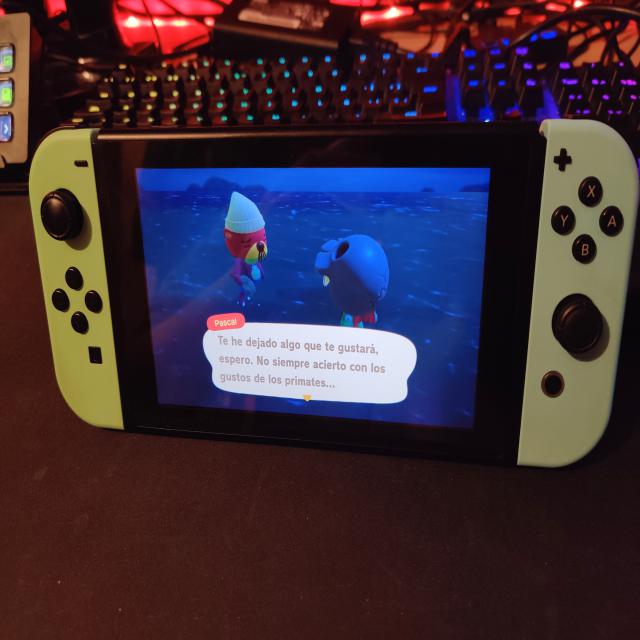 Pascal
Te he dejado algo que te gustará,
espero. No siempre acierto con los
gustos de los primates...
X
Y
A
B